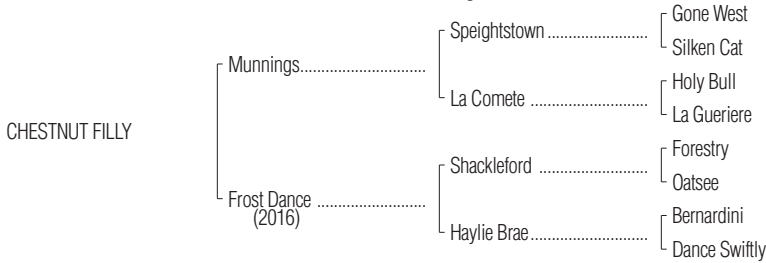 Gone West
Speightstown ......................
Silken Cat
Munnings............................
Holy Bull
La Comete ..........................
La Gueriere
CHESTNUT FILLY
Forestry
Shackleford ........................
Oatsee
Frost Dance ........................
(2016)
Bernardini
Haylie Brae..........................
Dance Swiftly